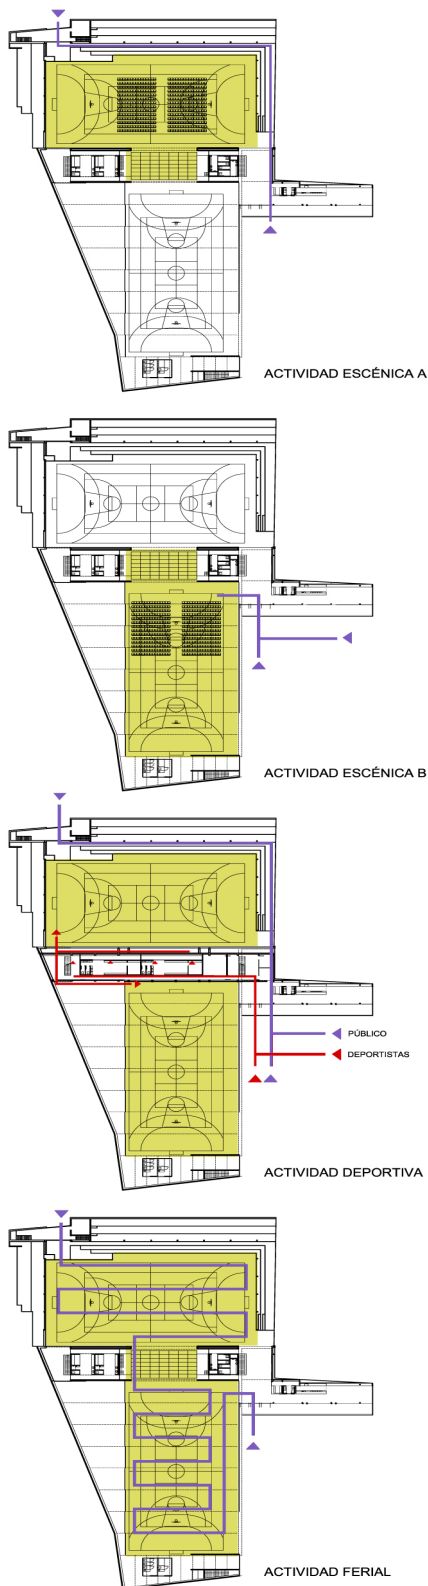 ACTIVIDAD ESCÉNICA A
ACTIVIDAD ESCÉNICA B
PÚBLICO
DEPORTISTAS
ACTIVIDAD DEPORTIVA
ACTIVIDAD FERIAL